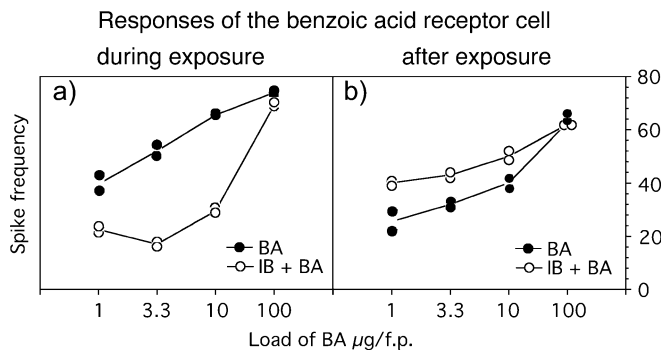 Responses of the benzoic acid receptor cell
during exposure
after exposure
a)
b)
80
60
40
20
0
Spike frequency
BA
IB + BA
BA
IB + BA
1 3.3 10 100
1 3.3 10 100
Load of BA µg/f.p.